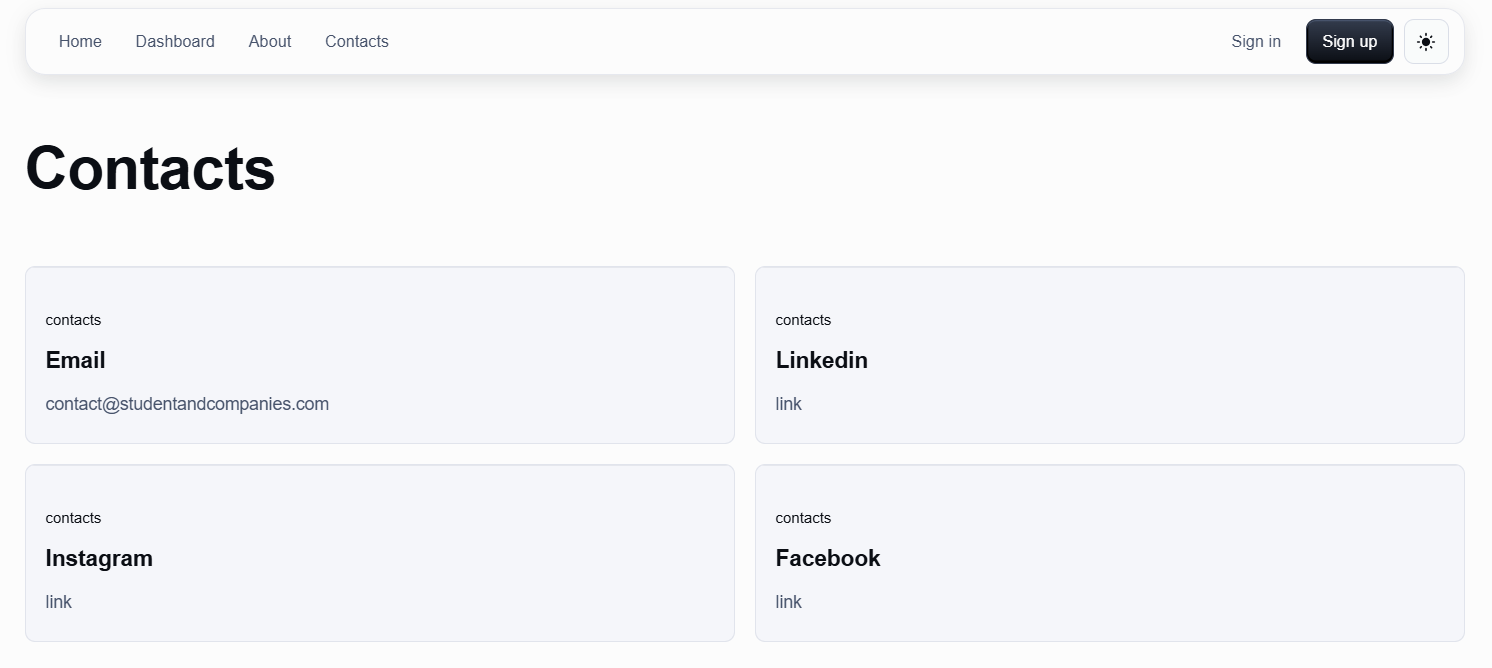 Home Dashboard About Contacts Sign in Sign up
Contacts
contacts
Email
contact@studentandcompanies.com
contacts
Linkedin
link
contacts
Instagram
link
contacts
Facebook
link